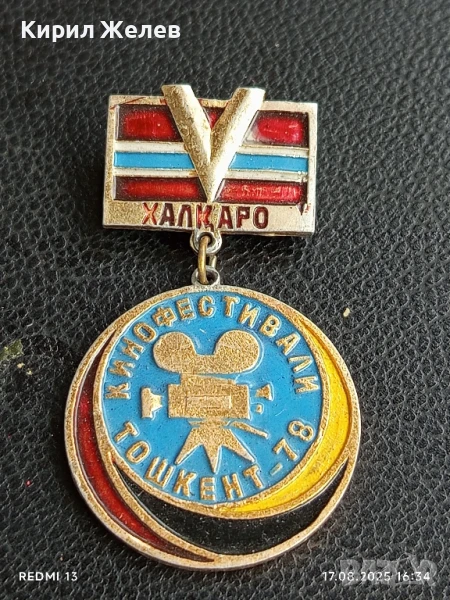 Кирил Желев
V
ХАЛКАРО
КИНОФЕСТИВАЛИ
ТОШКЕНТ-78
REDMI 13
17.08.2025 16:34